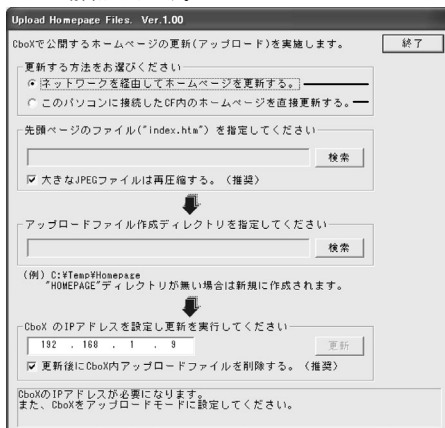 Upload Homepage Files. Ver.1.00
CboXで公開するホームページの更新(アップロード)を実施します。
終了
更新する方法をお選びください
ネットワークを経由してホームページを更新する。
このパソコンに接続したCF内のホームページを直接更新する。
先頭ページのファイル("index.htm") を指定してください
検索
大きなJPEGファイルは再圧縮する。（推奨）
アップロードファイル作成ディレクトリを指定してください
検索
(例) C:¥Temp¥Homepage
"HOMEPAGE"ディレクトリが無い場合は新規に作成されます。
CboX のIPアドレスを設定し更新を実行してください
192 . 168 . 1 . 9
更新
更新後にCboX内アップロードファイルを削除する。（推奨）
CboXのIPアドレスが必要になります。
また、CboXをアップロードモードに設定してください。